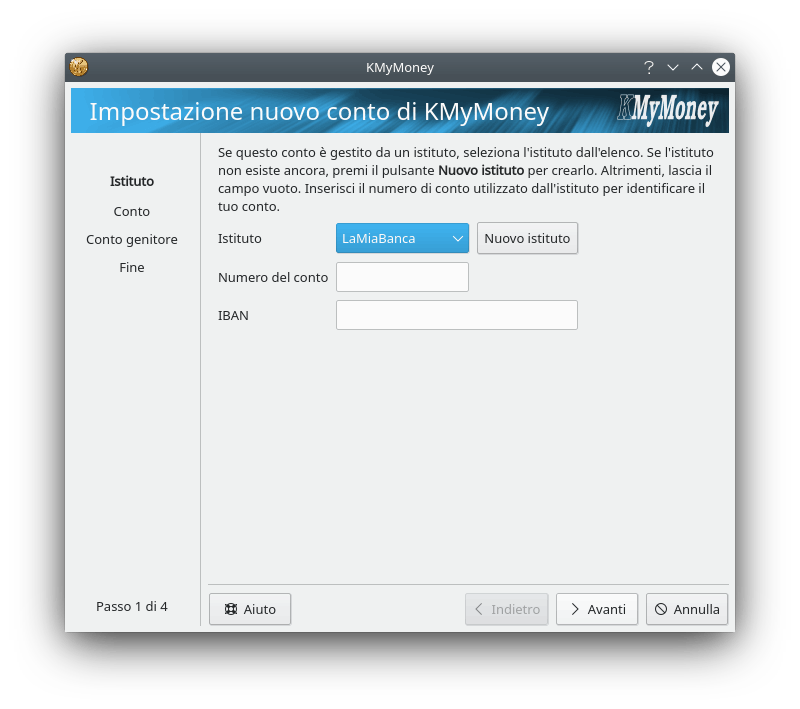 KMyMoney
Impostazione nuovo conto di KMyMoney
KMyMoney
Istituto
Conto
Conto genitore
Fine
Passo 1 di 4
Se questo conto è gestito da un istituto, seleziona l'istituto dall'elenco. Se l'istituto
non esiste ancora, premi il pulsante Nuovo istituto per crearlo. Altrimenti, lascia il
campo vuoto. Inserisci il numero di conto utilizzato dall'istituto per identificare il
tuo conto.
Istituto LaMiaBanca Nuovo istituto
Numero del conto
IBAN
Aiuto Indietro Avanti Annulla